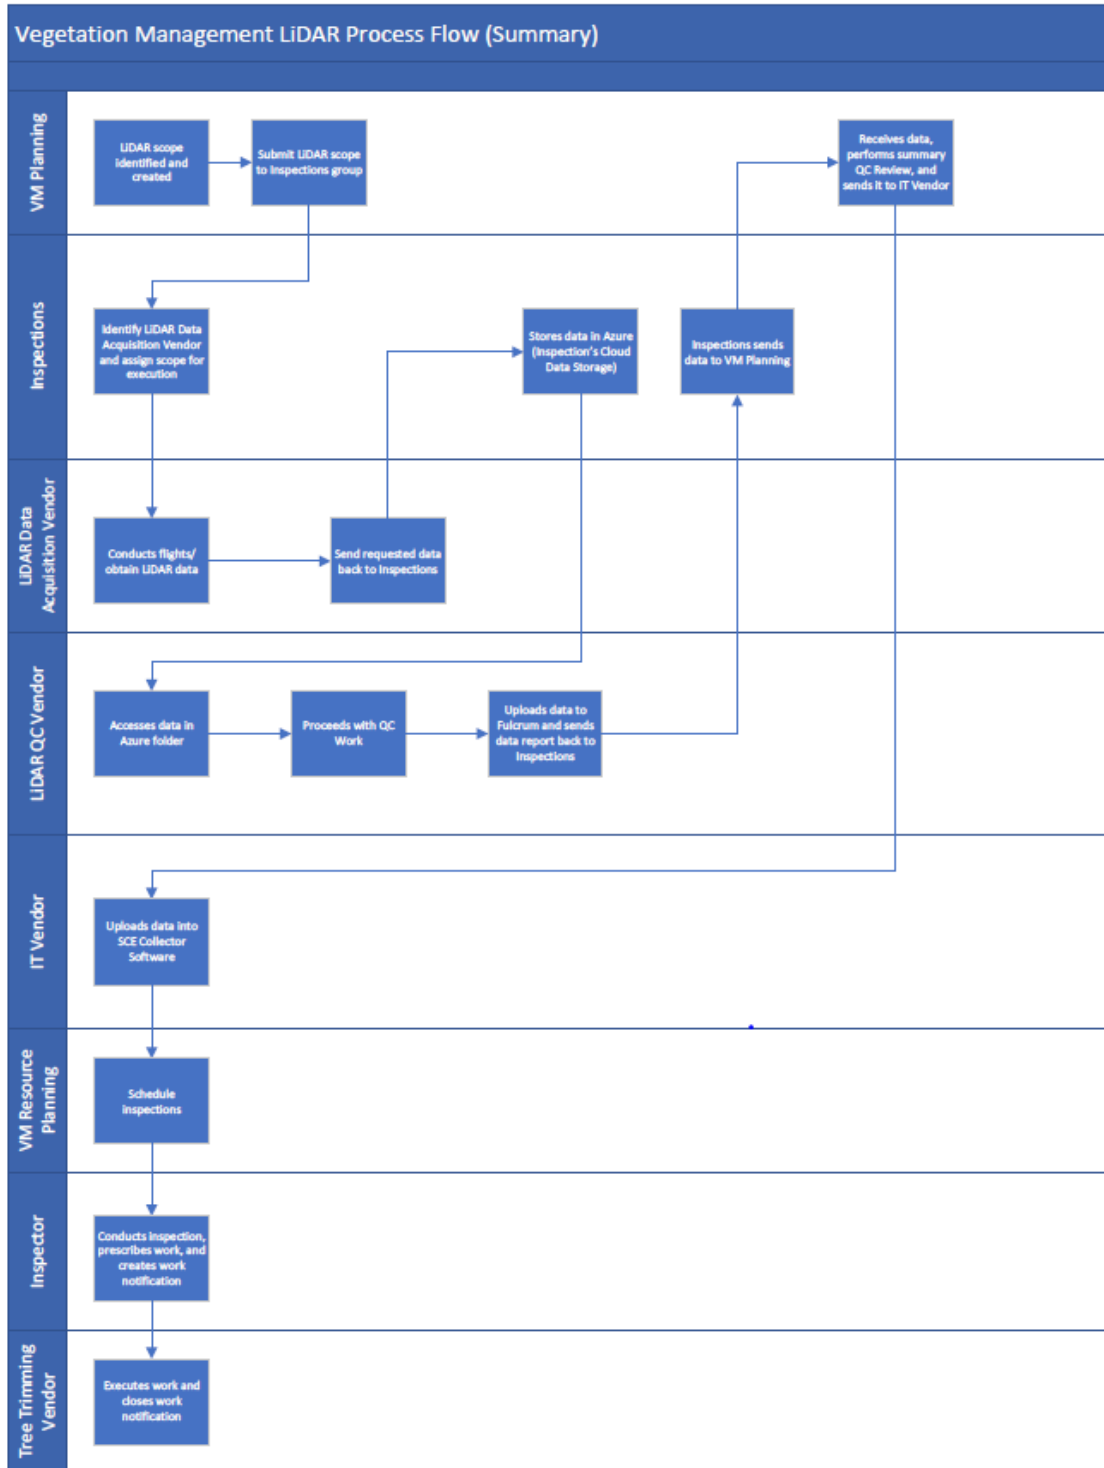 Vegetation Management LiDAR Process Flow (Summary)
VM Planning
LiDAR scope
identified and
created
Submit LiDAR scope
to Inspections group
Receives data,
performs summary
QC Review, and
sends it to IT Vendor
Inspections
Identify LiDAR Data
Acquisition Vendor
and assign scope for
execution
Stores data in Azure
(Inspection's Cloud
Data Storage)
Inspections sends
data to VM Planning
LiDAR Data
Acquisition Vendor
Conducts flights/
obtain LiDAR data
Send requested data
back to Inspections
LiDAR QC Vendor
Accesses data in
Azure folder
Proceeds with QC
Work
Uploads data to
Fulcrum and sends
data report back to
Inspections
IT Vendor
Uploads data into
SCE Collector
Software
VM Resource
Planning
Schedule
inspections
Inspector
Conducts inspection,
prescribes work, and
creates work
notification
Tree Trimming
Vendor
Executes work and
closes work
notification